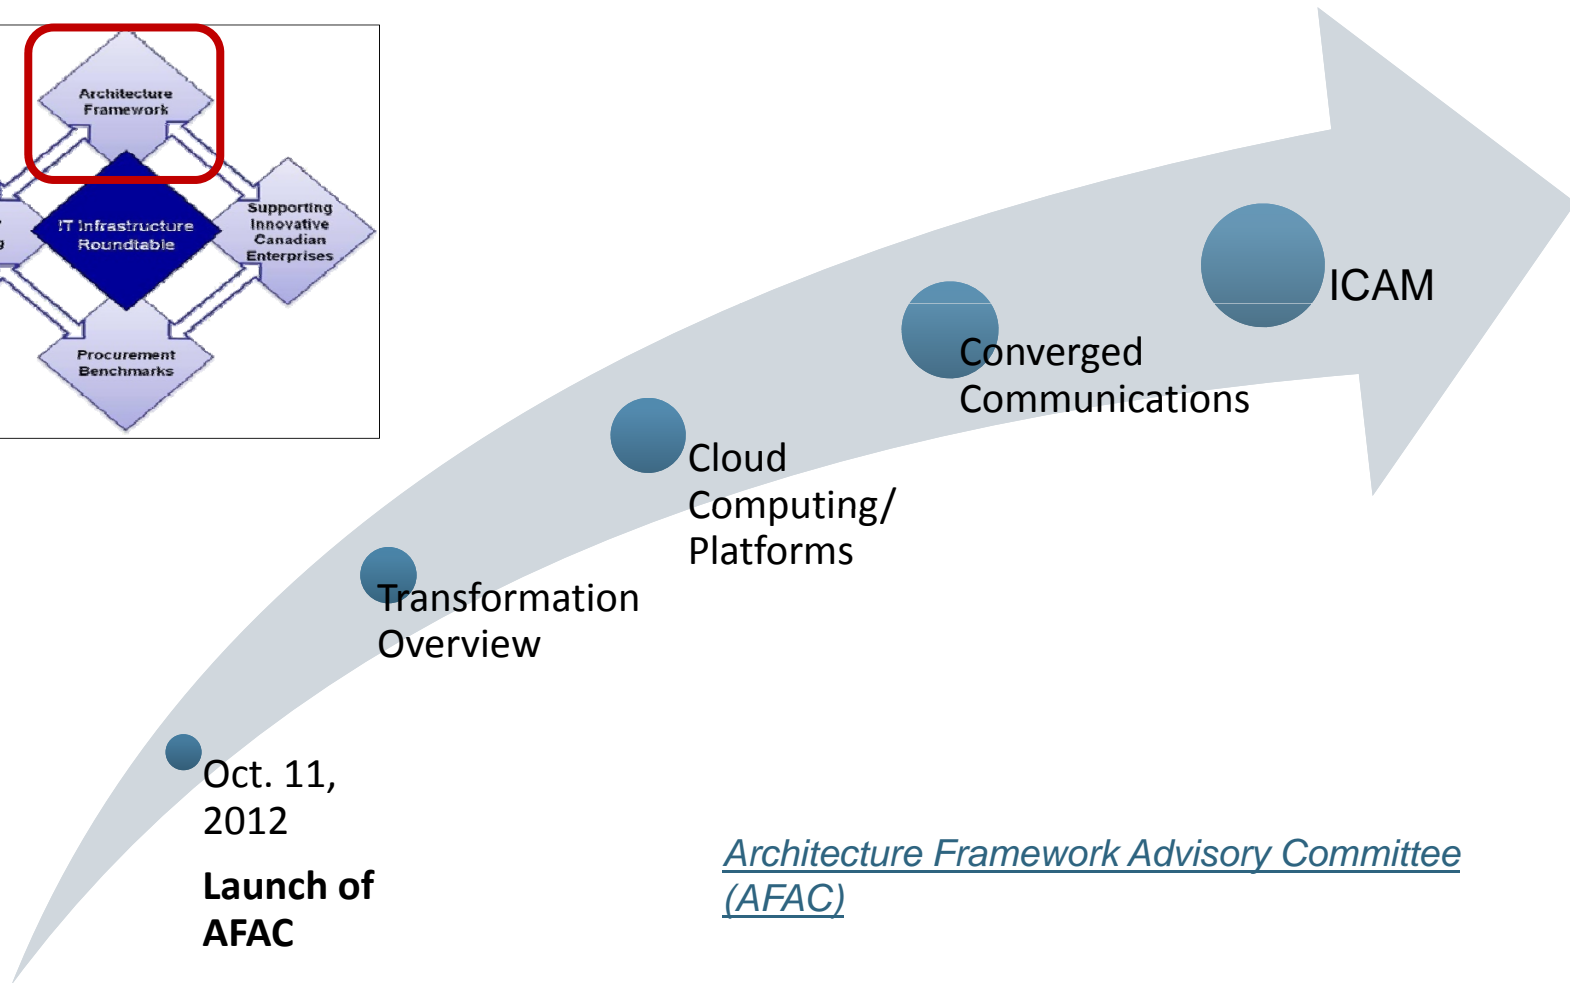 Architecture
Framework
IT Infrastructure
Roundtable
Supporting
Innovative
Canadian
Enterprises
Procurement
Benchmarks
ICAM
Converged
Communications
Cloud
Computing/
Platforms
Transformation
Overview
Oct. 11,
2012
Launch of
AFAC
Architecture Framework Advisory Committee
(AFAC)